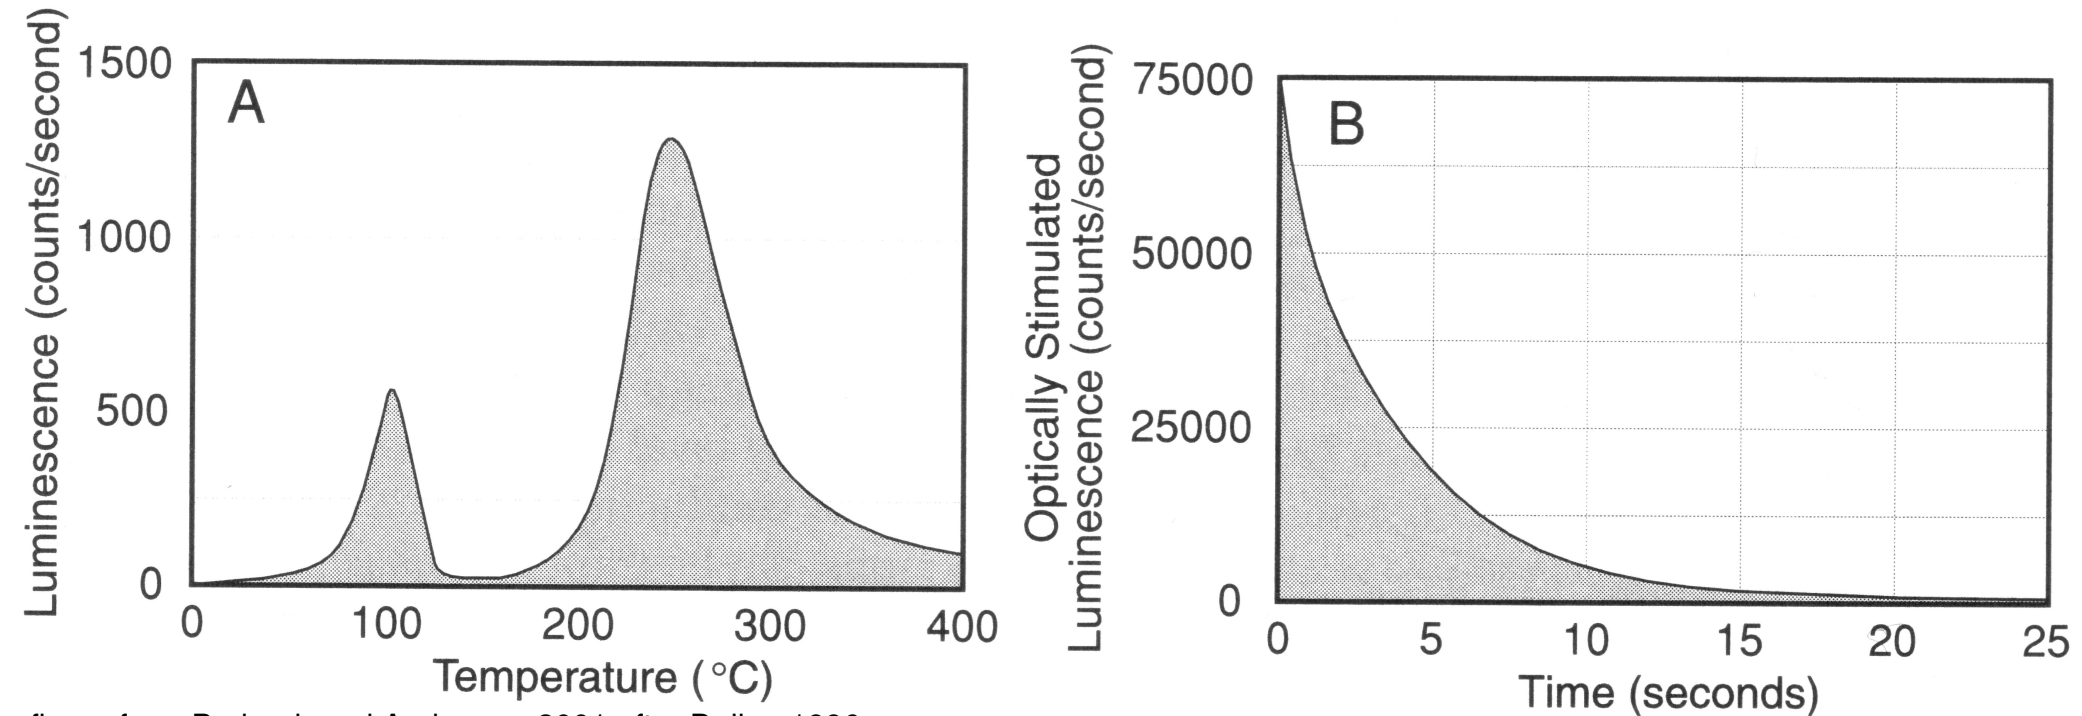 Luminescence (counts/second)
1500
1000
500
0
A
0 100 200 300 400
Temperature (°C)
Optically Stimulated
Luminescence (counts/second)
75000
50000
25000
0
B
0 5 10 15 20 25
Time (seconds)